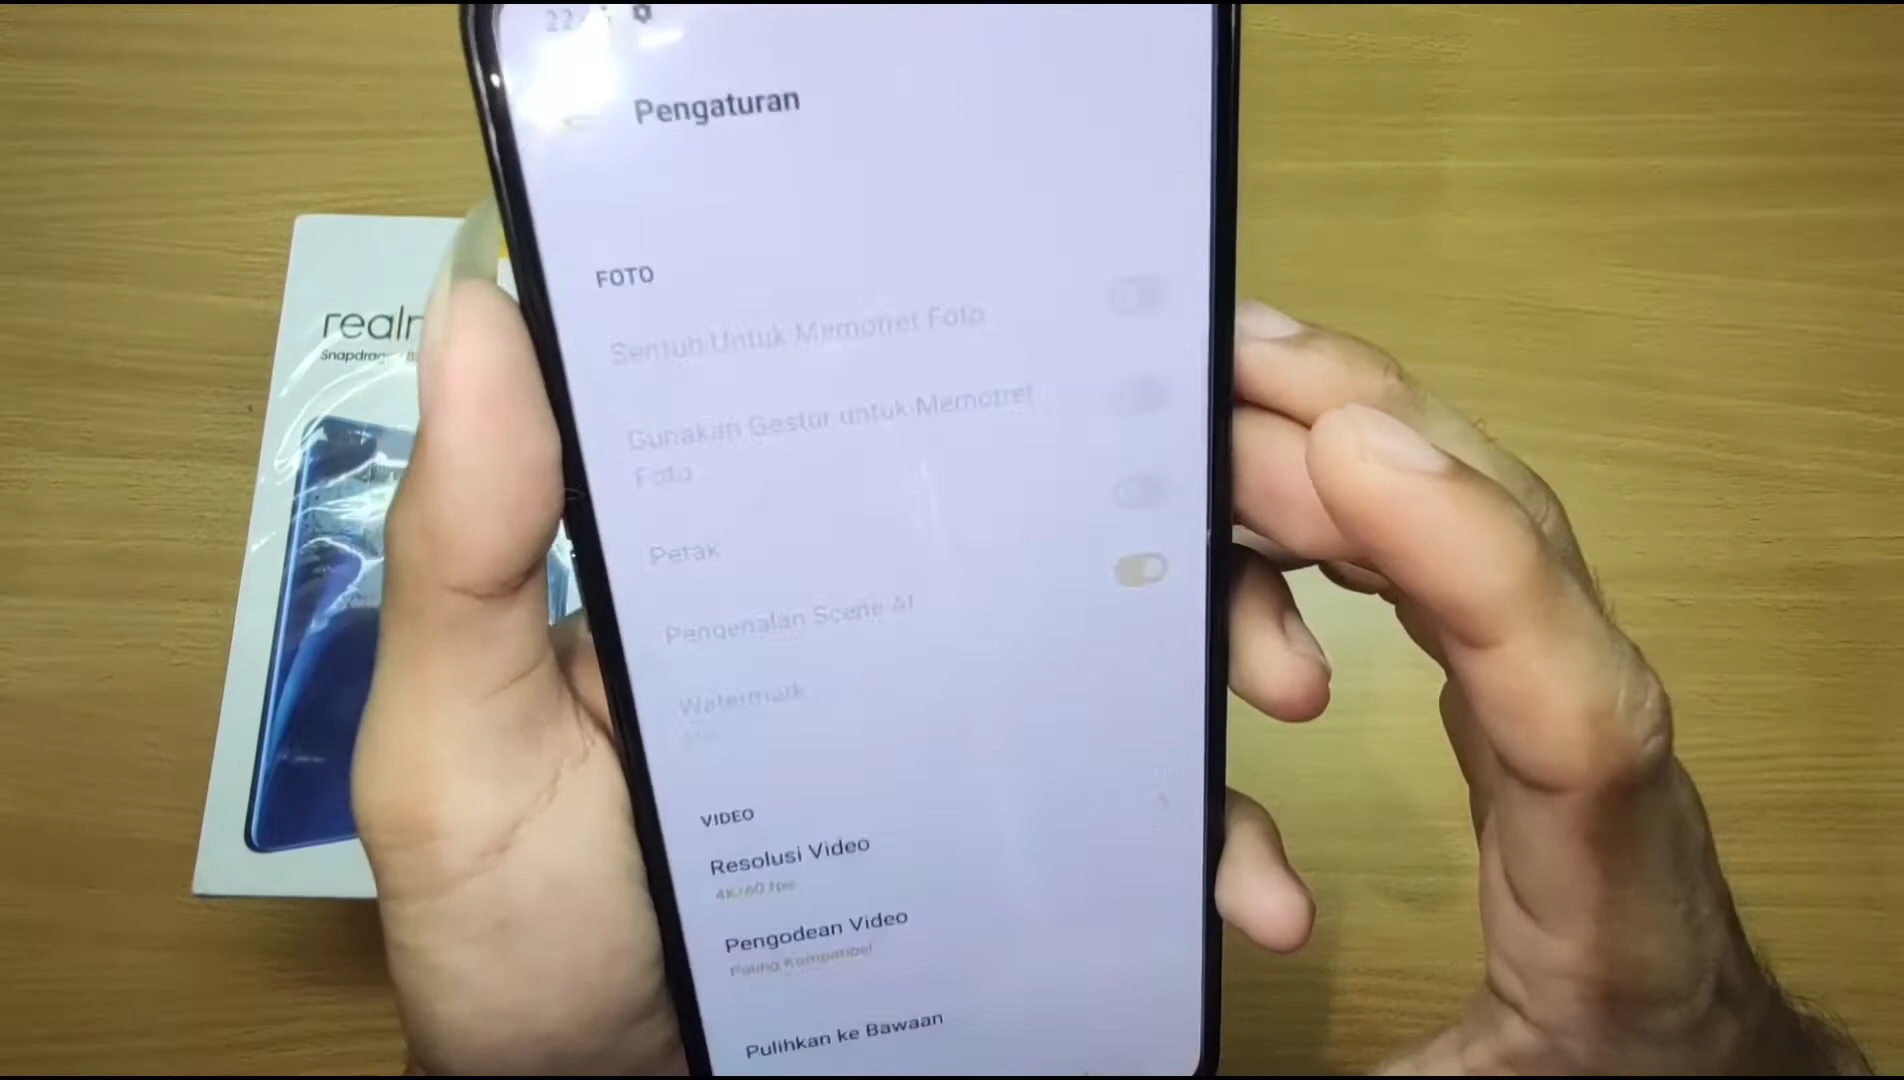 Pengaturan
FOTO
Sentuh Untuk Memotret Foto
Gunakan Gestur untuk Memotret
Foto
Petak
Pengenalan Scene AI
Watermark
VIDEO
Resolusi Video
4K/60 fps
Pengodean Video
Paling Kompatibel
Pulihkan ke Bawaan
realm